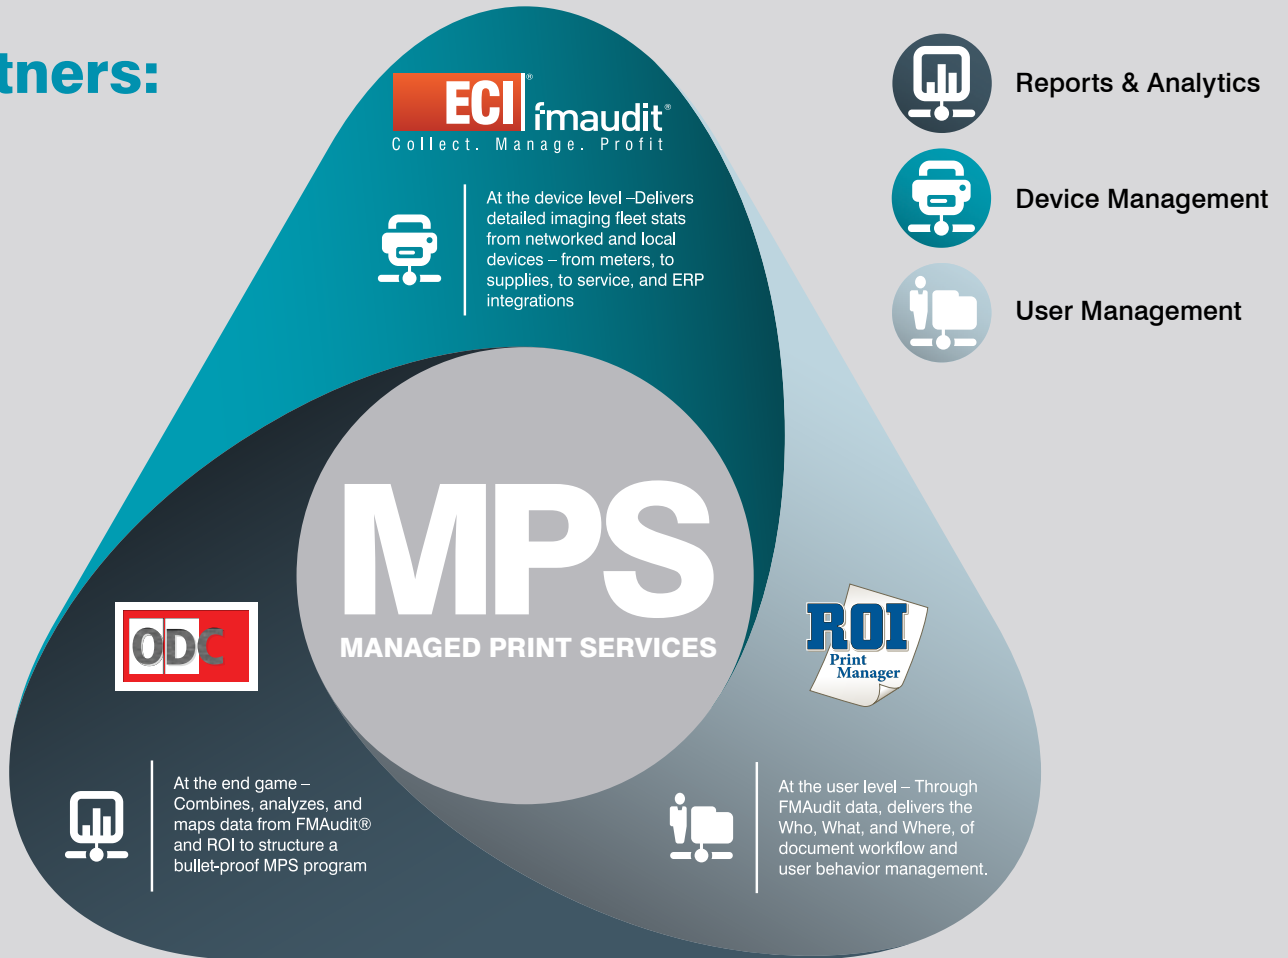 tners:
ECI® fmaudit®
Collect. Manage. Profit
At the device level –Delivers
detailed imaging fleet stats
from networked and local
devices – from meters, to
supplies, to service, and ERP
integrations
Reports & Analytics
Device Management
User Management
MPS
MANAGED PRINT SERVICES
ODC
ROI
Print
Manager
At the end game –
Combines, analyzes, and
maps data from FMAudit®
and ROI to structure a
bullet-proof MPS program
At the user level – Through
FMAudit data, delivers the
Who, What, and Where, of
document workflow and
user behavior management.